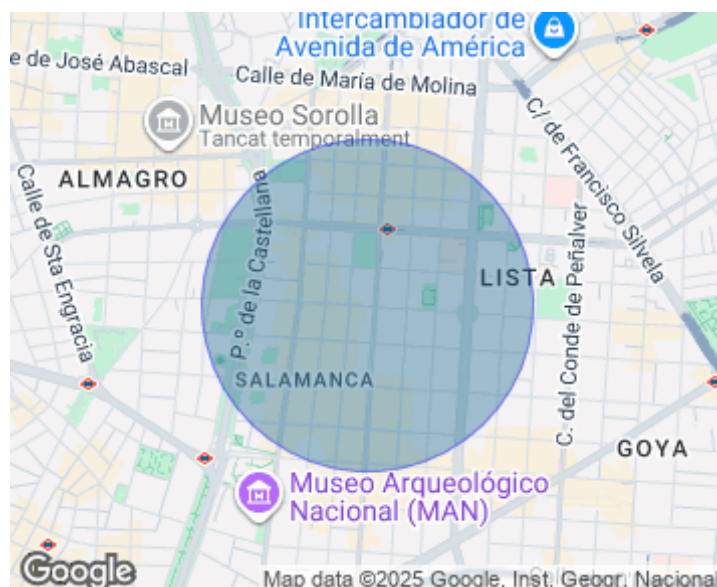 Intercambiador de
Avenida de América
e de José Abascal
Calle de María de Molina
Museo Sorolla
Tancat temporalment
C/ de Francisco Silvela
ALMAGRO
Calle de Sta Engracia
P.º de la Castellana
C. del Conde de Peñalver
LISTA
SALAMANCA
GOYA
Museo Arqueológico
Nacional (MAN)
Google
Map data ©2025 Google, Inst. Geogr. Nacional